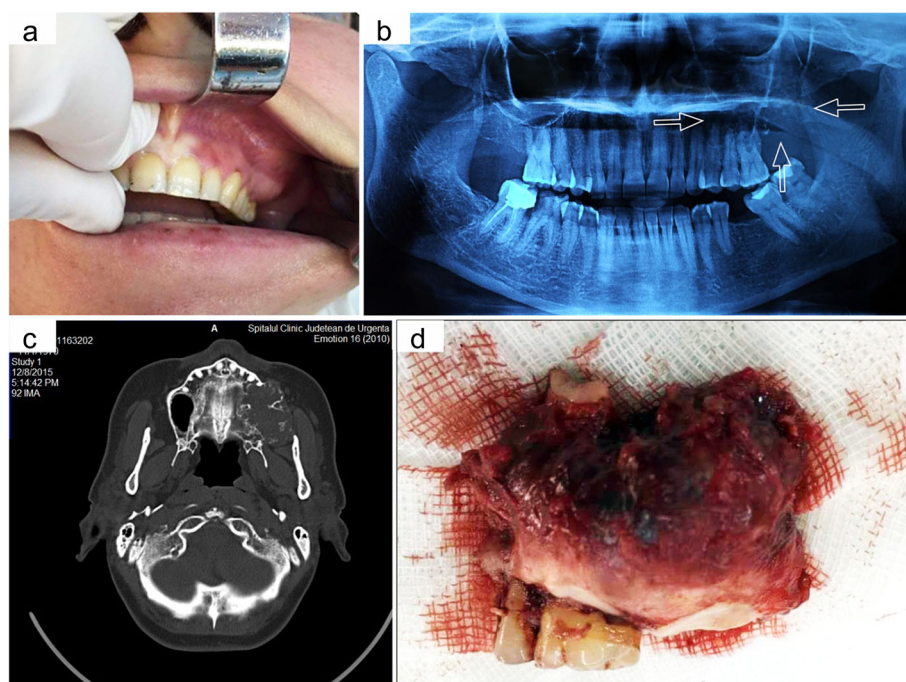 a
b
c
A
Spitalul Clinic Judetean de Urgenta
Emotion 16 (2010)
1163202
Study 1
12/8/2015
5:14:42 PM
92 IMA
d